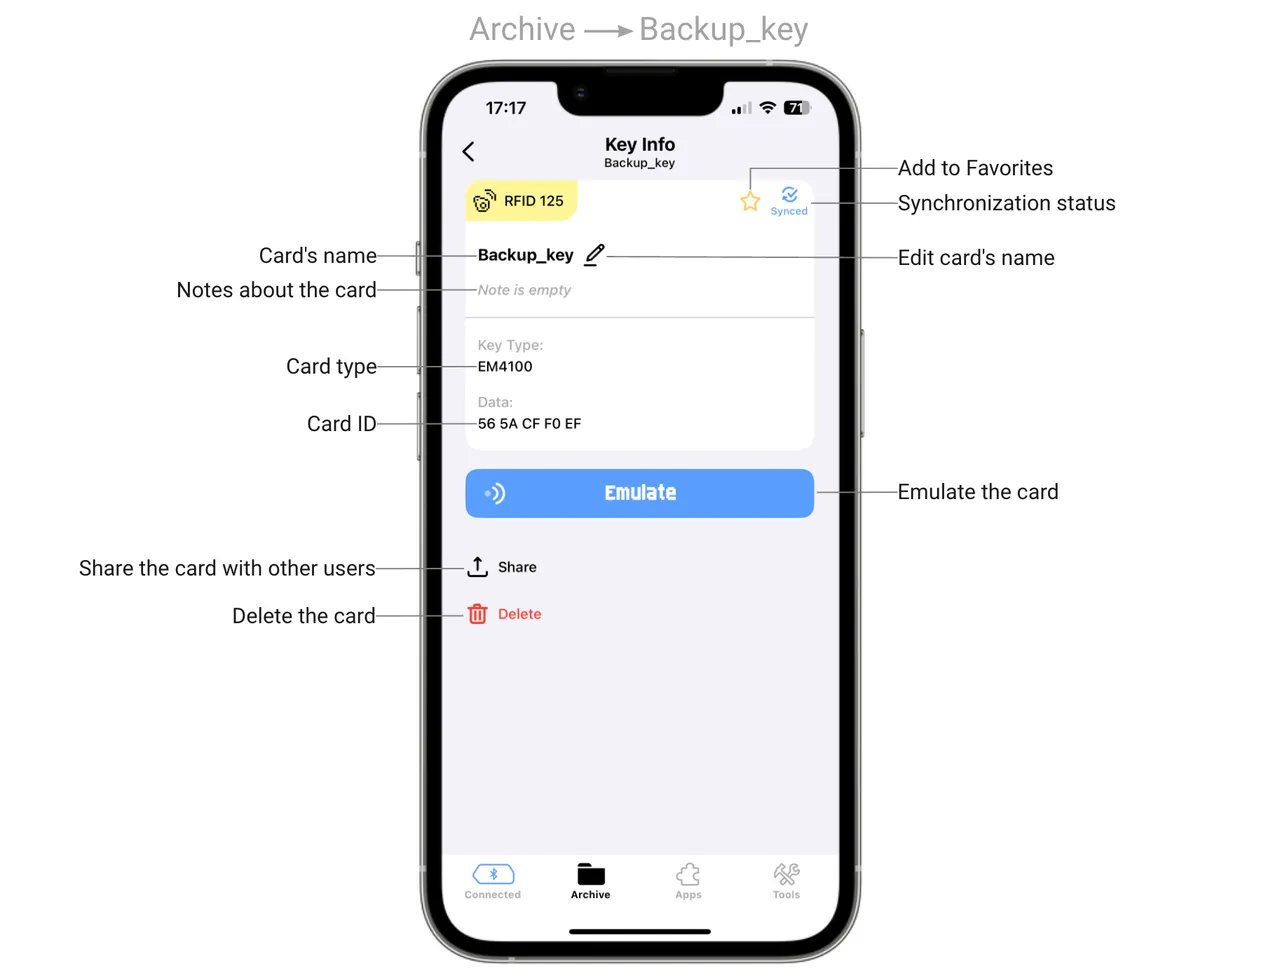 Archive → Backup_key
17:17
71
Key Info
Backup_key
Add to Favorites
RFID 125
Synced
Synchronization status
Card's name
Backup_key
Edit card's name
Notes about the card
Note is empty
Key Type:
Card type
EM4100
Data:
Card ID
56 5A CF F0 EF
Emulate
Emulate the card
Share the card with other users
Share
Delete the card
Delete
Connected
Archive
Apps
Tools